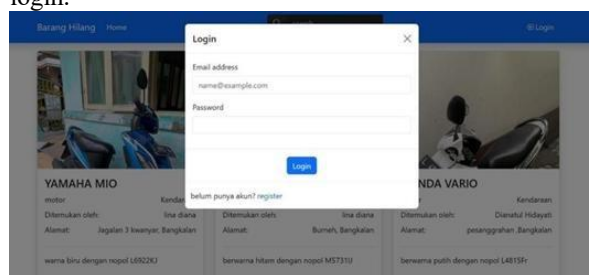 login.
Barang Hilang Home Login
Login ×
Email address
name@example.com
Password
Login
belum punya akun? register
YAMAHA MIO
motor
Ditemukan oleh: lina diana
Alamat: Jagalan 3 kwanyar, Bangkalan
warna biru dengan nopol L6922KJ
Ditemukan oleh: lina diana
Alamat: Burneh, Bangkalan
berwarna hitam dengan nopol M5731IJ
NDA VARIO
Kendaraan
Ditemukan oleh: Dianatul Hidayati
Alamat: pesanggrahan ,Bangkalan
berwarna putih dengan nopol L4815Fr